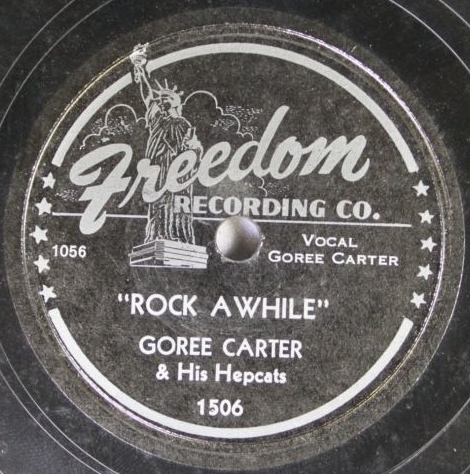 Freedom
RECORDING CO.
1056
VOCAL
GOREE CARTER
"ROCK AWHILE"
GOREE CARTER
& His Hepcats
1506